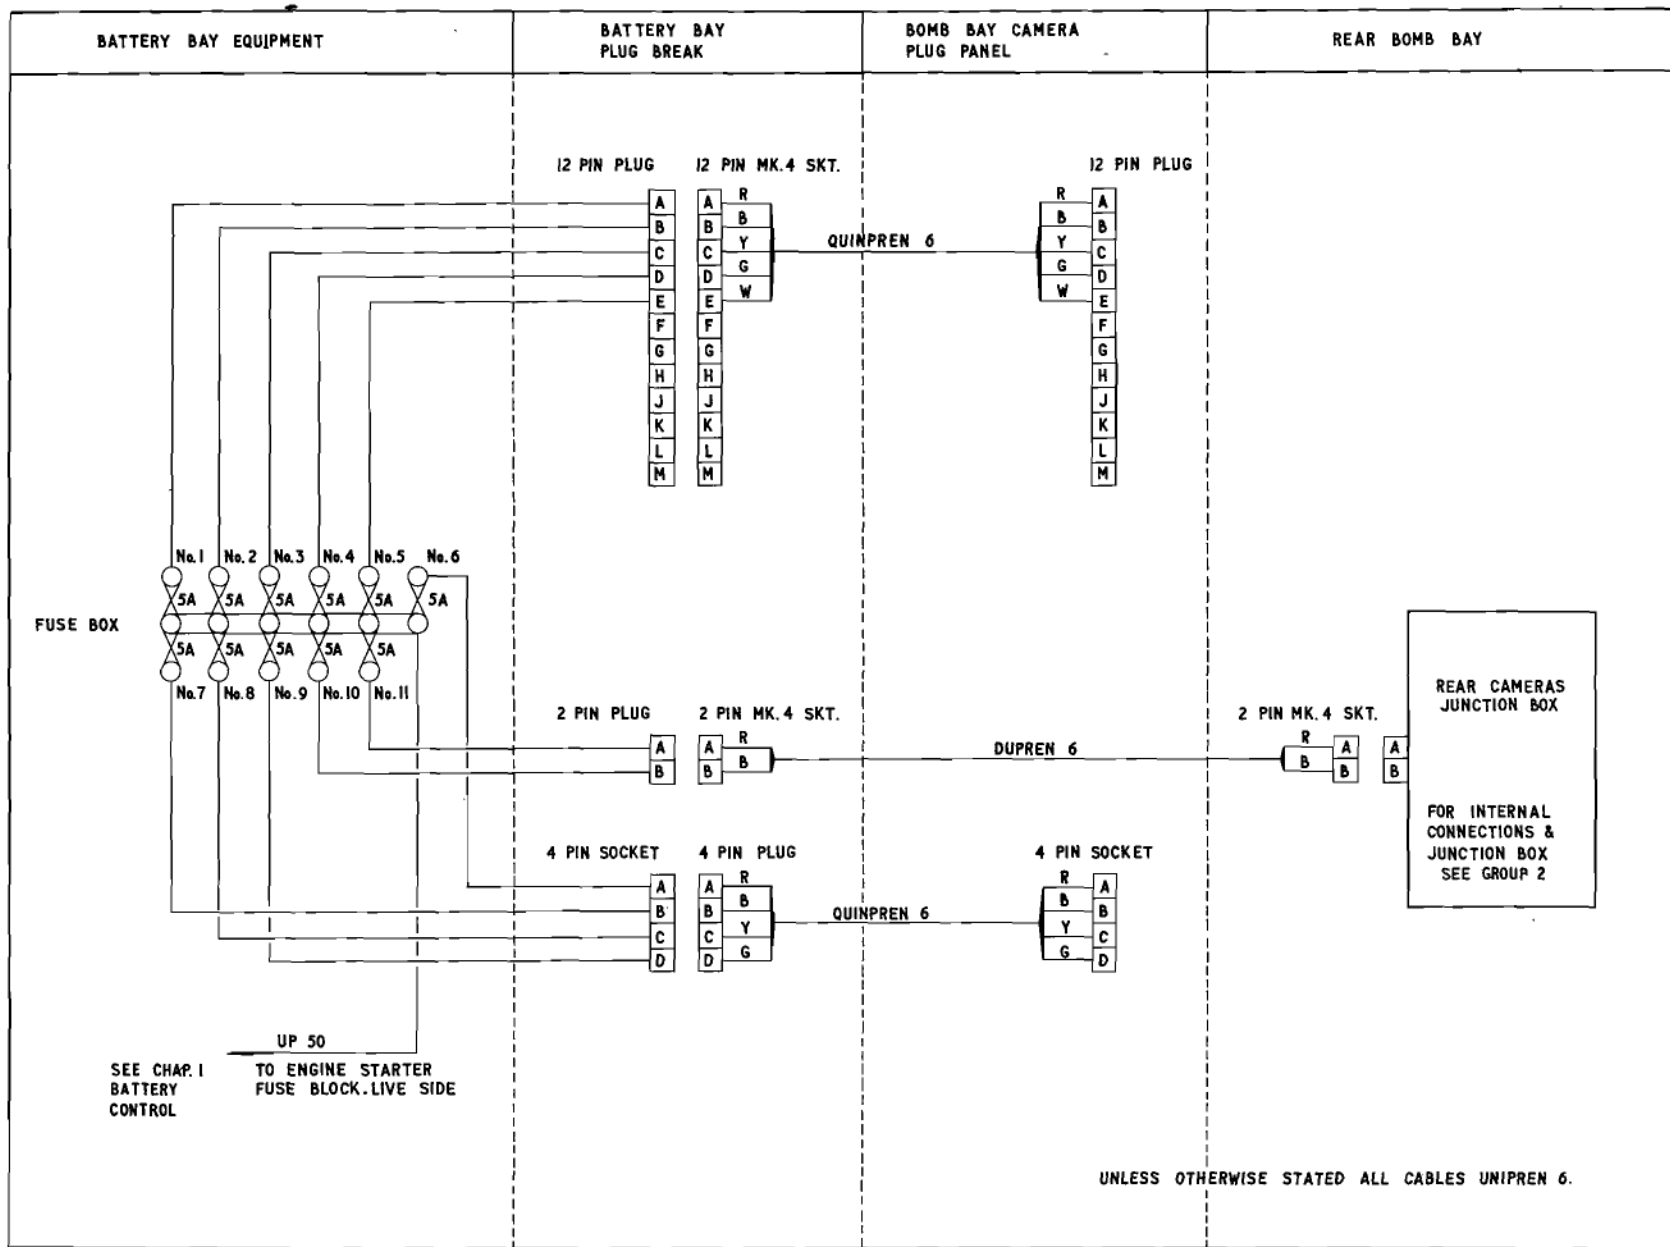 BATTERY BAY EQUIPMENT
BATTERY BAY
PLUG BREAK
BOMB BAY CAMERA
PLUG PANEL
REAR BOMB BAY
12 PIN PLUG
12 PIN MK.4 SKT.
12 PIN PLUG
A A R R A
B B B B B
C C Y Y C
D D G G D
E E W W E
QUINPREN 6
F F F
G G G
H H H
J J J
K K K
L L L
M M M
No.1 No.2 No.3 No.4 No.5 No.6
5A 5A 5A 5A 5A 5A
FUSE BOX
5A 5A 5A 5A 5A
No.7 No.8 No.9 No.10 No.11
2 PIN PLUG
2 PIN MK.4 SKT.
2 PIN MK.4 SKT.
A A R R A A
B B B B B B
DUPREN 6
REAR CAMERAS
JUNCTION BOX
FOR INTERNAL
CONNECTIONS &
JUNCTION BOX
SEE GROUP 2
4 PIN SOCKET
4 PIN PLUG
4 PIN SOCKET
A A R R A
B B B B B
C C Y Y C
D D G G D
QUINPREN 6
UP 50
SEE CHAP.1
BATTERY
CONTROL
TO ENGINE STARTER
FUSE BLOCK.LIVE SIDE
UNLESS OTHERWISE STATED ALL CABLES UNIPREN 6.